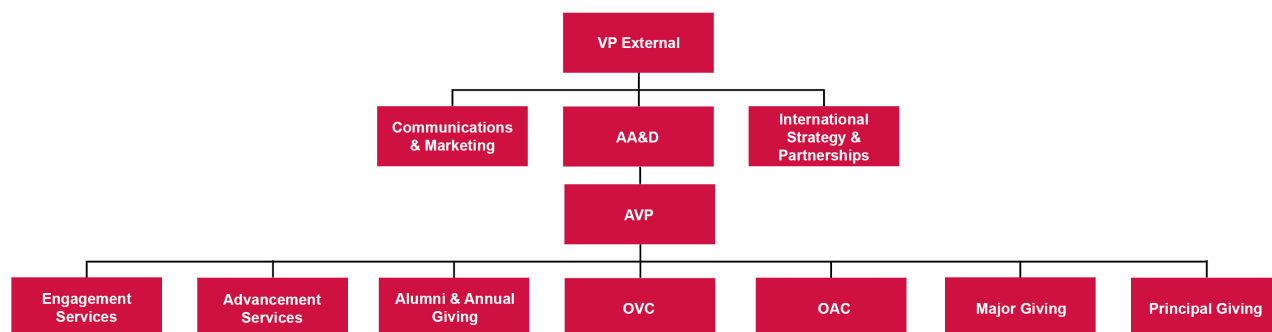 VP External
Communications
& Marketing
AA&D
International
Strategy &
Partnerships
AVP
Engagement
Services
Advancement
Services
Alumni & Annual
Giving
OVC
OAC
Major Giving
Principal Giving